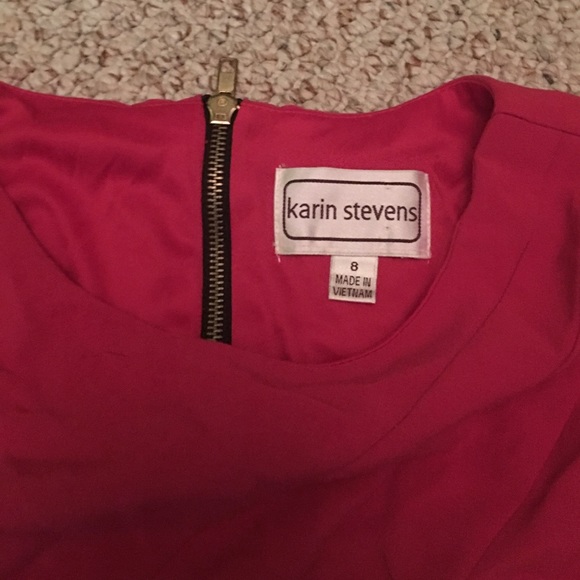 karin stevens
8
MADE IN
VIETNAM